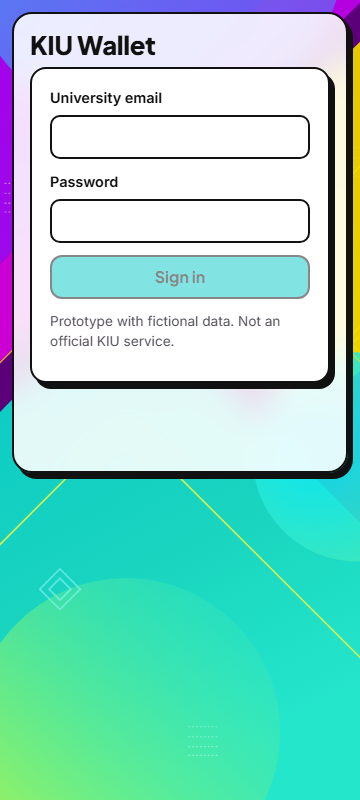 KIU Wallet
University email
Password
Sign in
Prototype with fictional data. Not an
official KIU service.